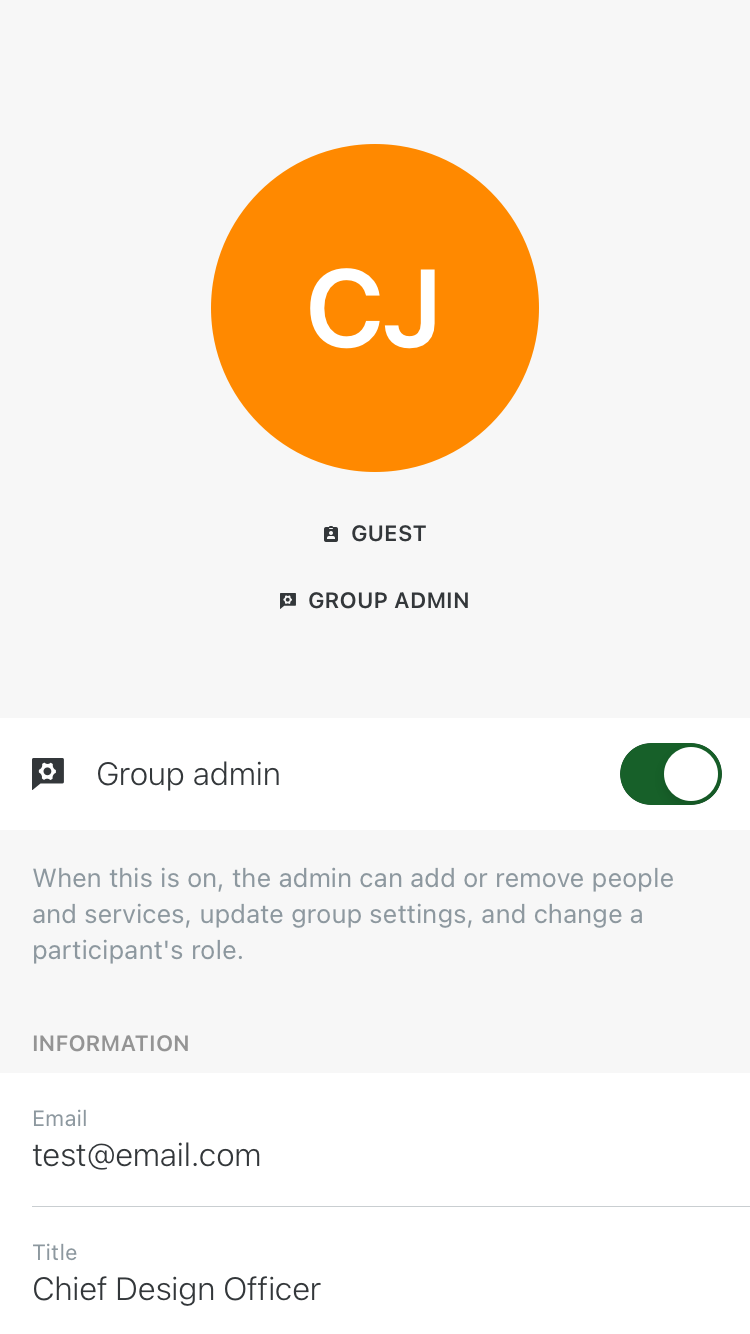 CJ
GUEST
GROUP ADMIN
Group admin
When this is on, the admin can add or remove people
and services, update group settings, and change a
participant's role.
INFORMATION
Email
test@email.com
Title
Chief Design Officer